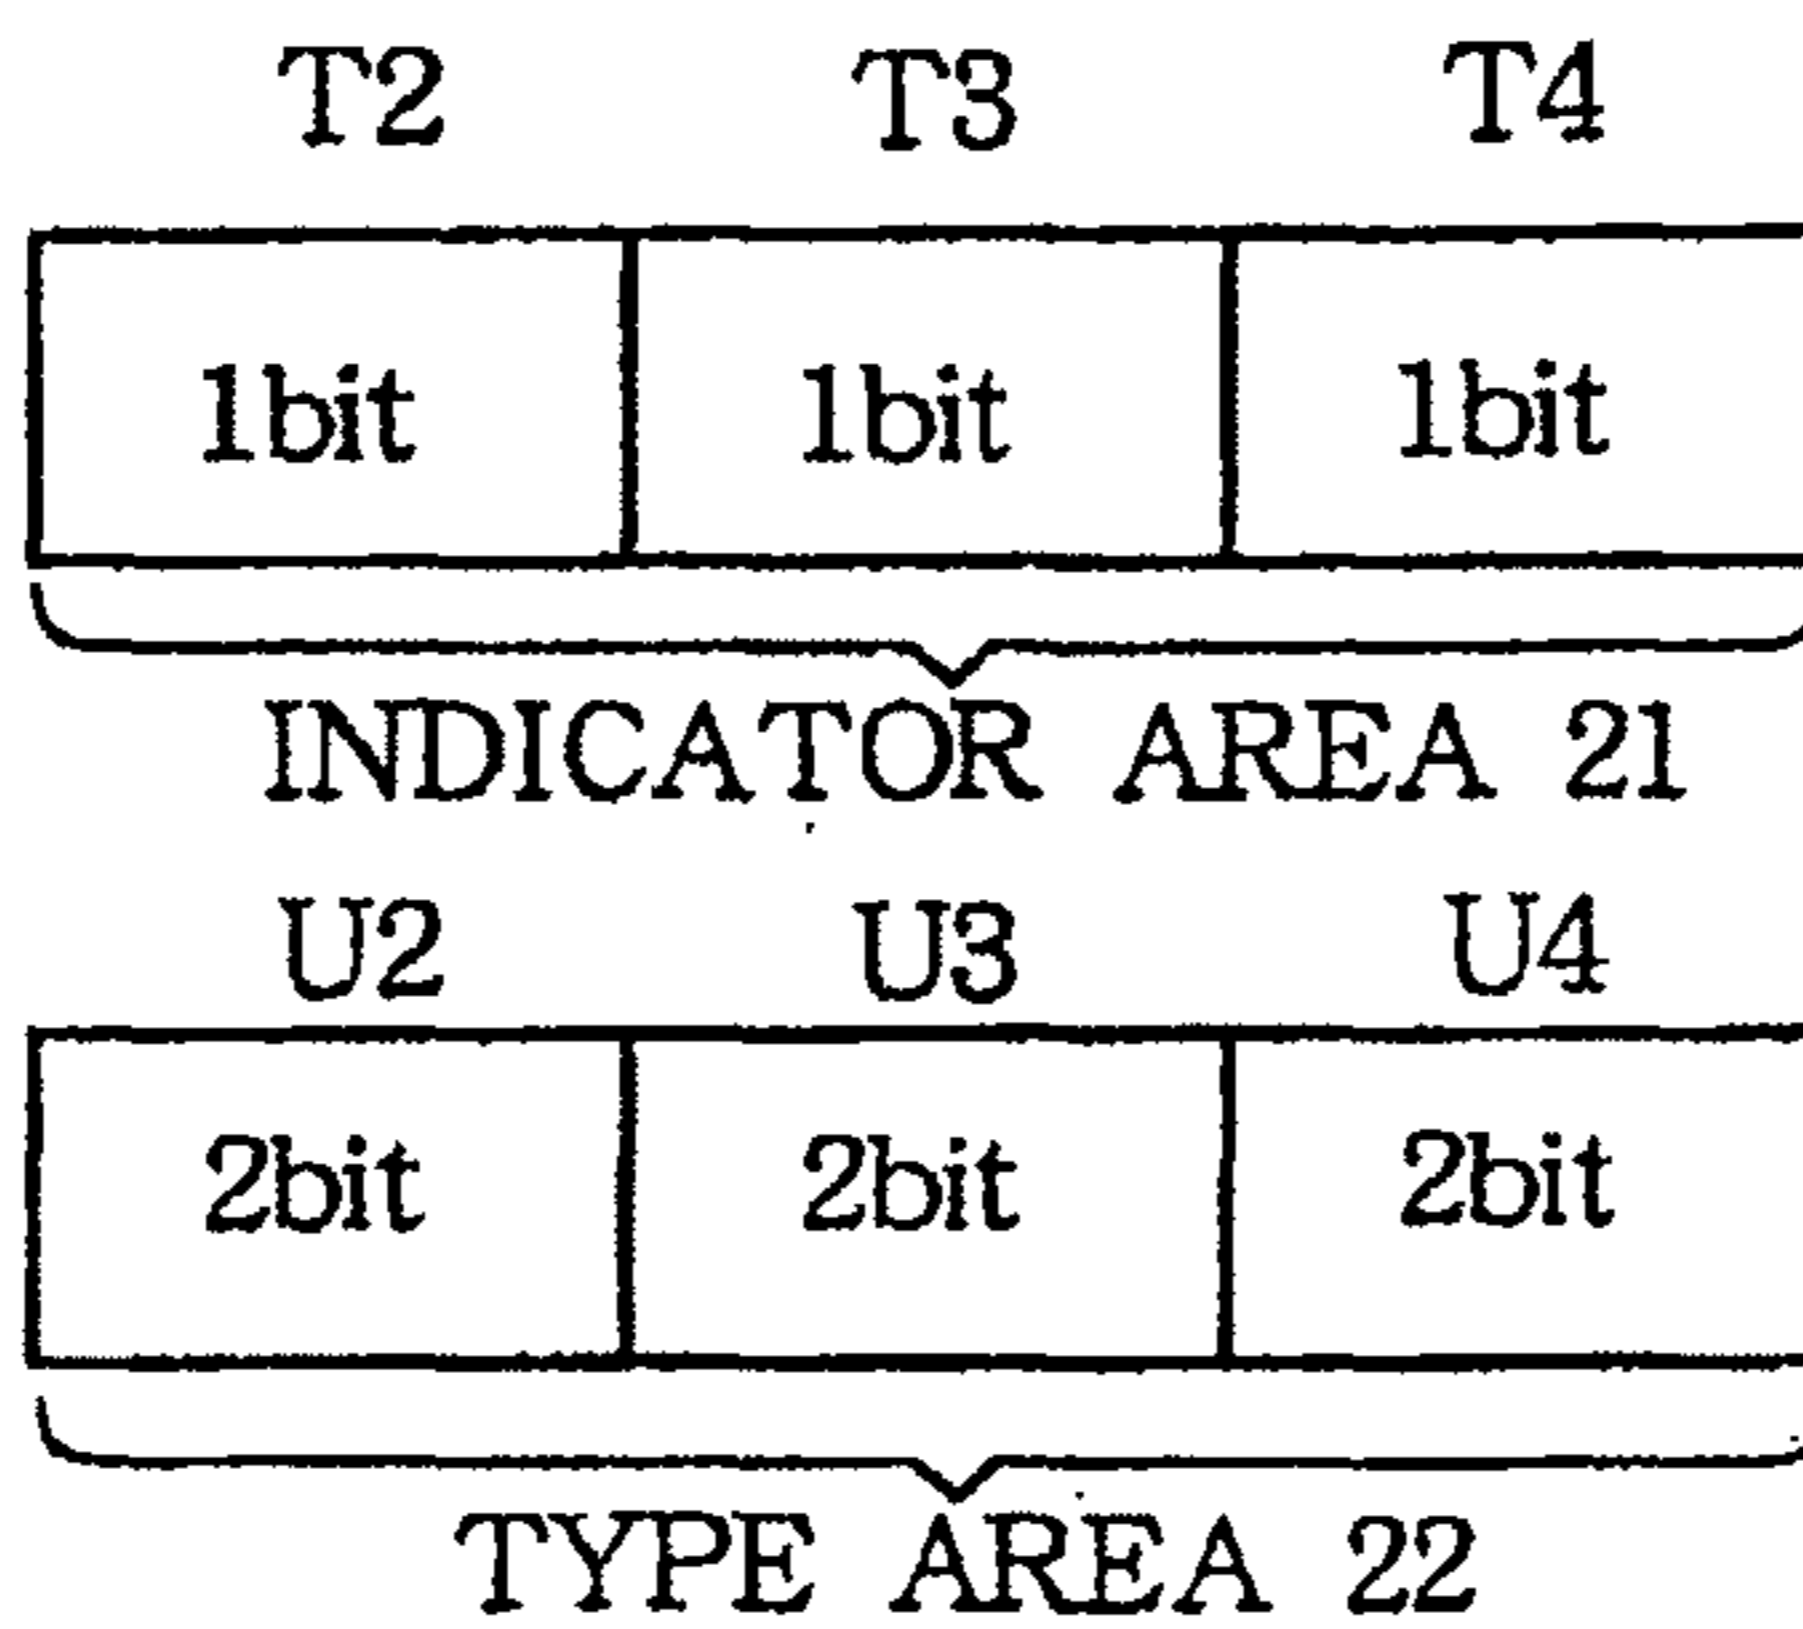 T2 T3 T4
1bit 1bit 1bit
INDICATOR AREA 21
U2 U3 U4
2bit 2bit 2bit
TYPE AREA 22